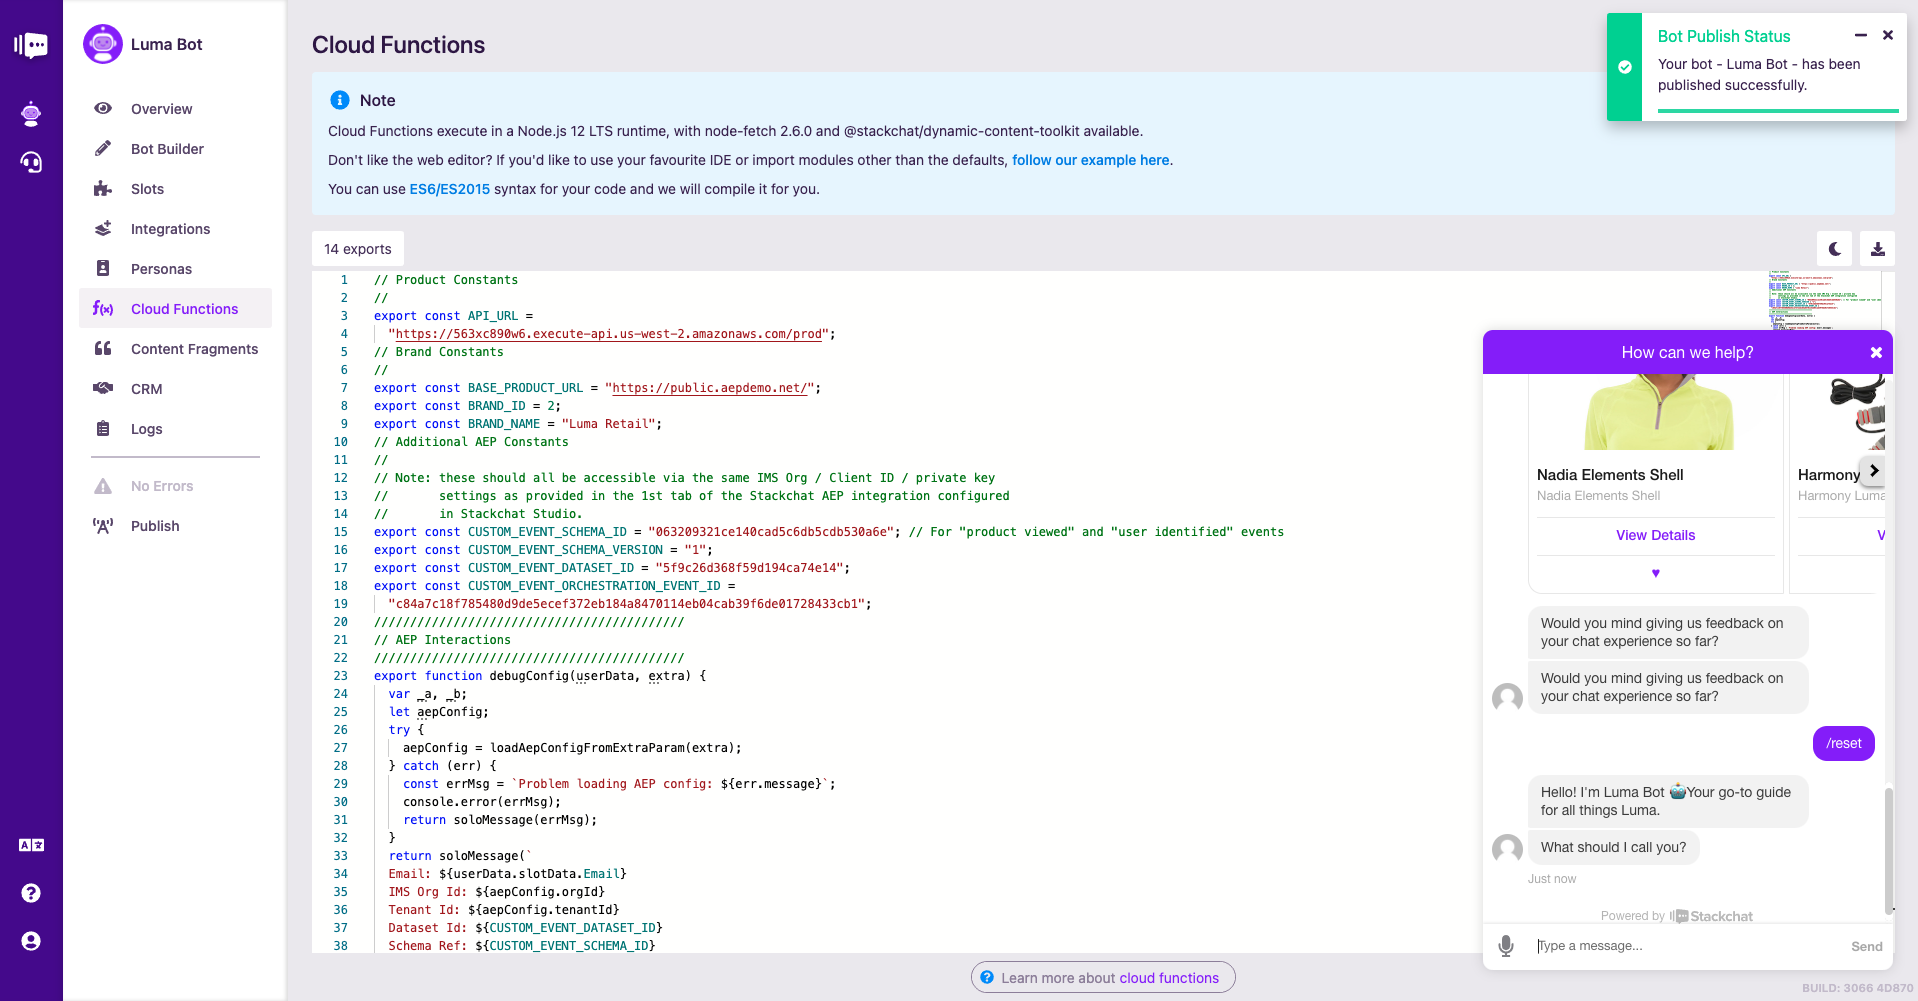 Luma Bot
Overview
Bot Builder
Slots
Integrations
Personas
f(x) Cloud Functions
Content Fragments
CRM
Logs
No Errors
Publish
Cloud Functions
Note
Cloud Functions execute in a Node.js 12 LTS runtime, with node-fetch 2.6.0 and @stackchat/dynamic-content-toolkit available.
Don't like the web editor? If you'd like to use your favourite IDE or import modules other than the defaults, follow our example here.
You can use ES6/ES2015 syntax for your code and we will compile it for you.
Bot Publish Status
Your bot - Luma Bot - has been
published successfully.
14 exports
1 // Product Constants
2 //
3 export const API_URL =
4 "https://563xc890w6.execute-api.us-west-2.amazonaws.com/prod";
5 // Brand Constants
6 //
7 export const BASE_PRODUCT_URL = "https://public.aepdemo.net/";
8 export const BRAND_ID = 2;
9 export const BRAND_NAME = "Luma Retail";
10 // Additional AEP Constants
11 //
12 // Note: these should all be accessible via the same IMS Org / Client ID / private key
13 // settings as provided in the 1st tab of the Stackchat AEP integration configured
14 // in Stackchat Studio.
15 export const CUSTOM_EVENT_SCHEMA_ID = "063209321ce140cad5c6db5cdb530a6e"; // For "product viewed" and "user identified" events
16 export const CUSTOM_EVENT_SCHEMA_VERSION = "1";
17 export const CUSTOM_EVENT_DATASET_ID = "5f9c26d368f59d194ca74e14";
18 export const CUSTOM_EVENT_ORCHESTRATION_EVENT_ID =
19 "c84a7c18f785480d9de5ecef372eb184a8470114eb04cab39f6de01728433cb1";
20 ///////////////////////////////////////////
21 // AEP Interactions
22 ///////////////////////////////////////////
23 export function debugConfig(userData, extra) {
24 var _a, _b;
25 let aepConfig;
26 try {
27 aepConfig = loadAepConfigFromExtraParam(extra);
28 } catch (err) {
29 const errMsg = `Problem loading AEP config: ${err.message}`;
30 console.error(errMsg);
31 return soloMessage(errMsg);
32 }
33 return soloMessage(`
34 Email: ${userData.slotData.Email}
35 IMS Org Id: ${aepConfig.orgId}
36 Tenant Id: ${aepConfig.tenantId}
37 Dataset Id: ${CUSTOM_EVENT_DATASET_ID}
38 Schema Ref: ${CUSTOM_EVENT_SCHEMA_ID}
How can we help?
Nadia Elements Shell
Nadia Elements Shell
View Details
Harmony
Harmony Luma
V
Would you mind giving us feedback on
your chat experience so far?
Would you mind giving us feedback on
your chat experience so far?
/reset
Hello! I'm Luma Bot 🤖Your go-to guide
for all things Luma.
What should I call you?
Just now
Powered by Stackchat
Type a message...
Send
Learn more about cloud functions
BUILD: 3066 4D870